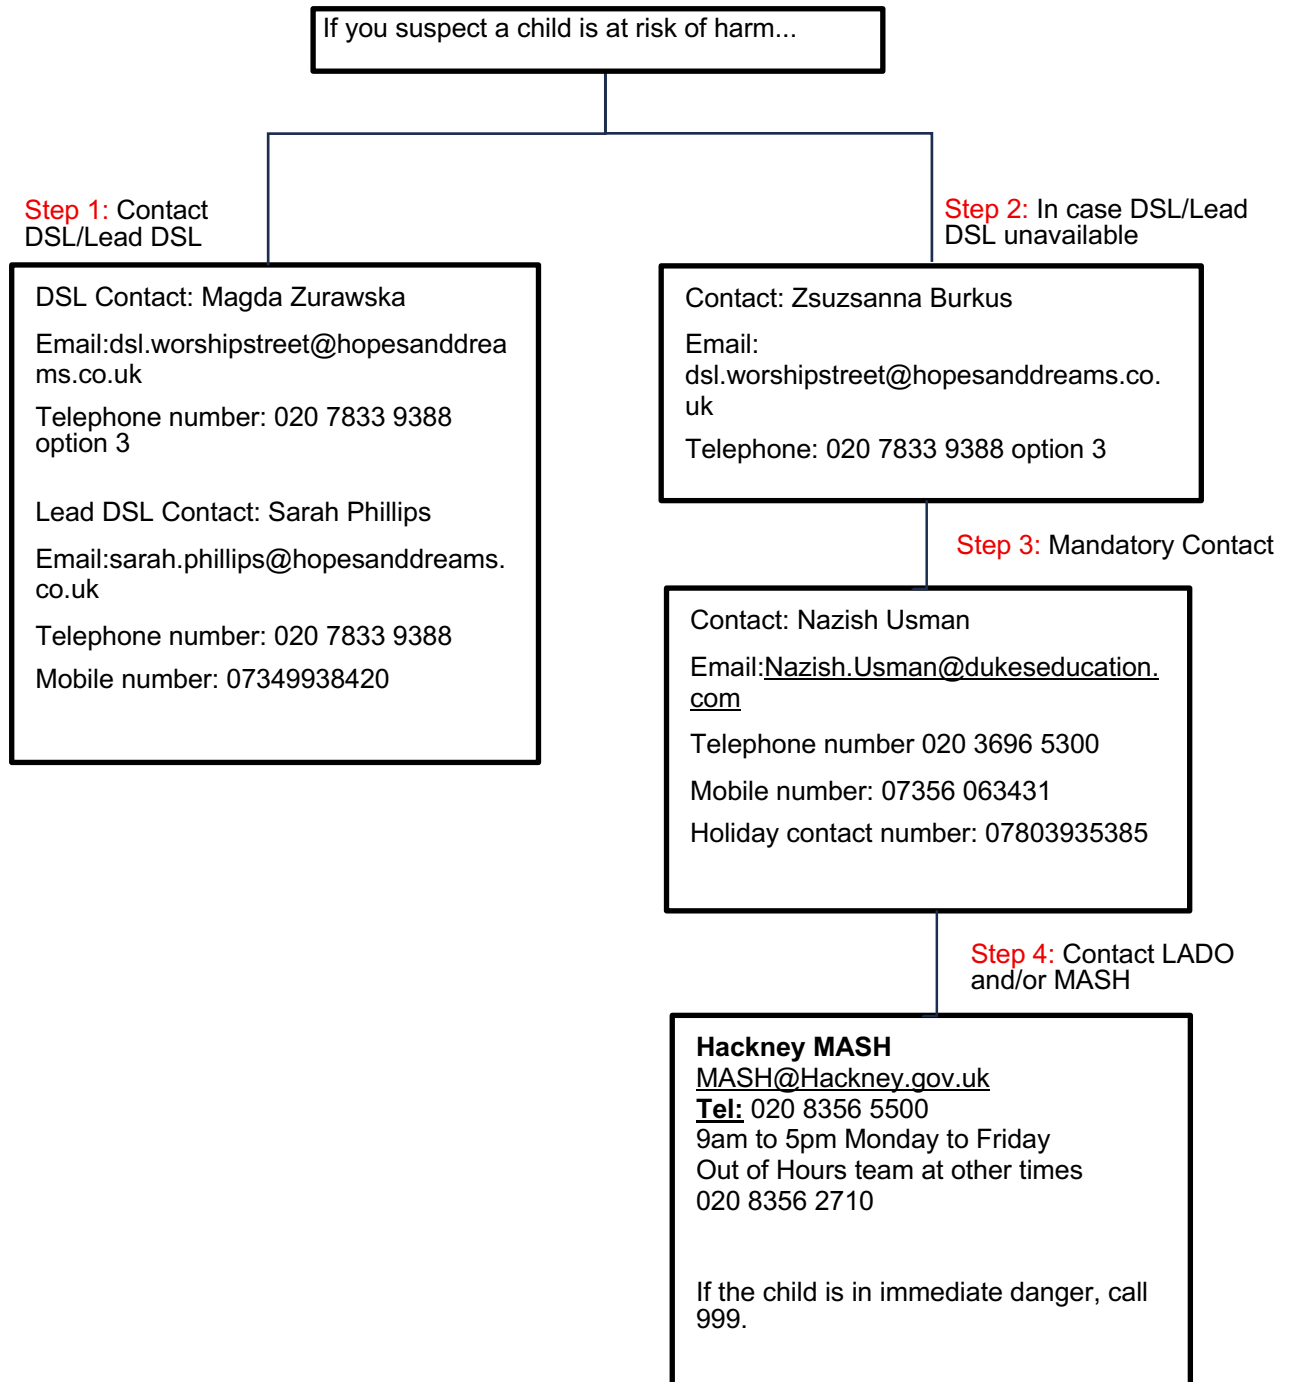 If you suspect a child is at risk of harm...
Step 1: Contact
DSL/Lead DSL
DSL Contact: Magda Zurawska
Email:dsl.worshipstreet@hopesanddrea
ms.co.uk
Telephone number: 020 7833 9388
option 3
Lead DSL Contact: Sarah Phillips
Email:sarah.phillips@hopesanddreams.
co.uk
Telephone number: 020 7833 9388
Mobile number: 07349938420
Step 2: In case DSL/Lead
DSL unavailable
Contact: Zsuzsanna Burkus
Email:
dsl.worshipstreet@hopesanddreams.co.
uk
Telephone: 020 7833 9388 option 3
Step 3: Mandatory Contact
Contact: Nazish Usman
Email:Nazish.Usman@dukeseducation.
com
Telephone number 020 3696 5300
Mobile number: 07356 063431
Holiday contact number: 07803935385
Step 4: Contact LADO
and/or MASH
Hackney MASH
MASH@Hackney.gov.uk
Tel: 020 8356 5500
9am to 5pm Monday to Friday
Out of Hours team at other times
020 8356 2710
If the child is in immediate danger, call
999.